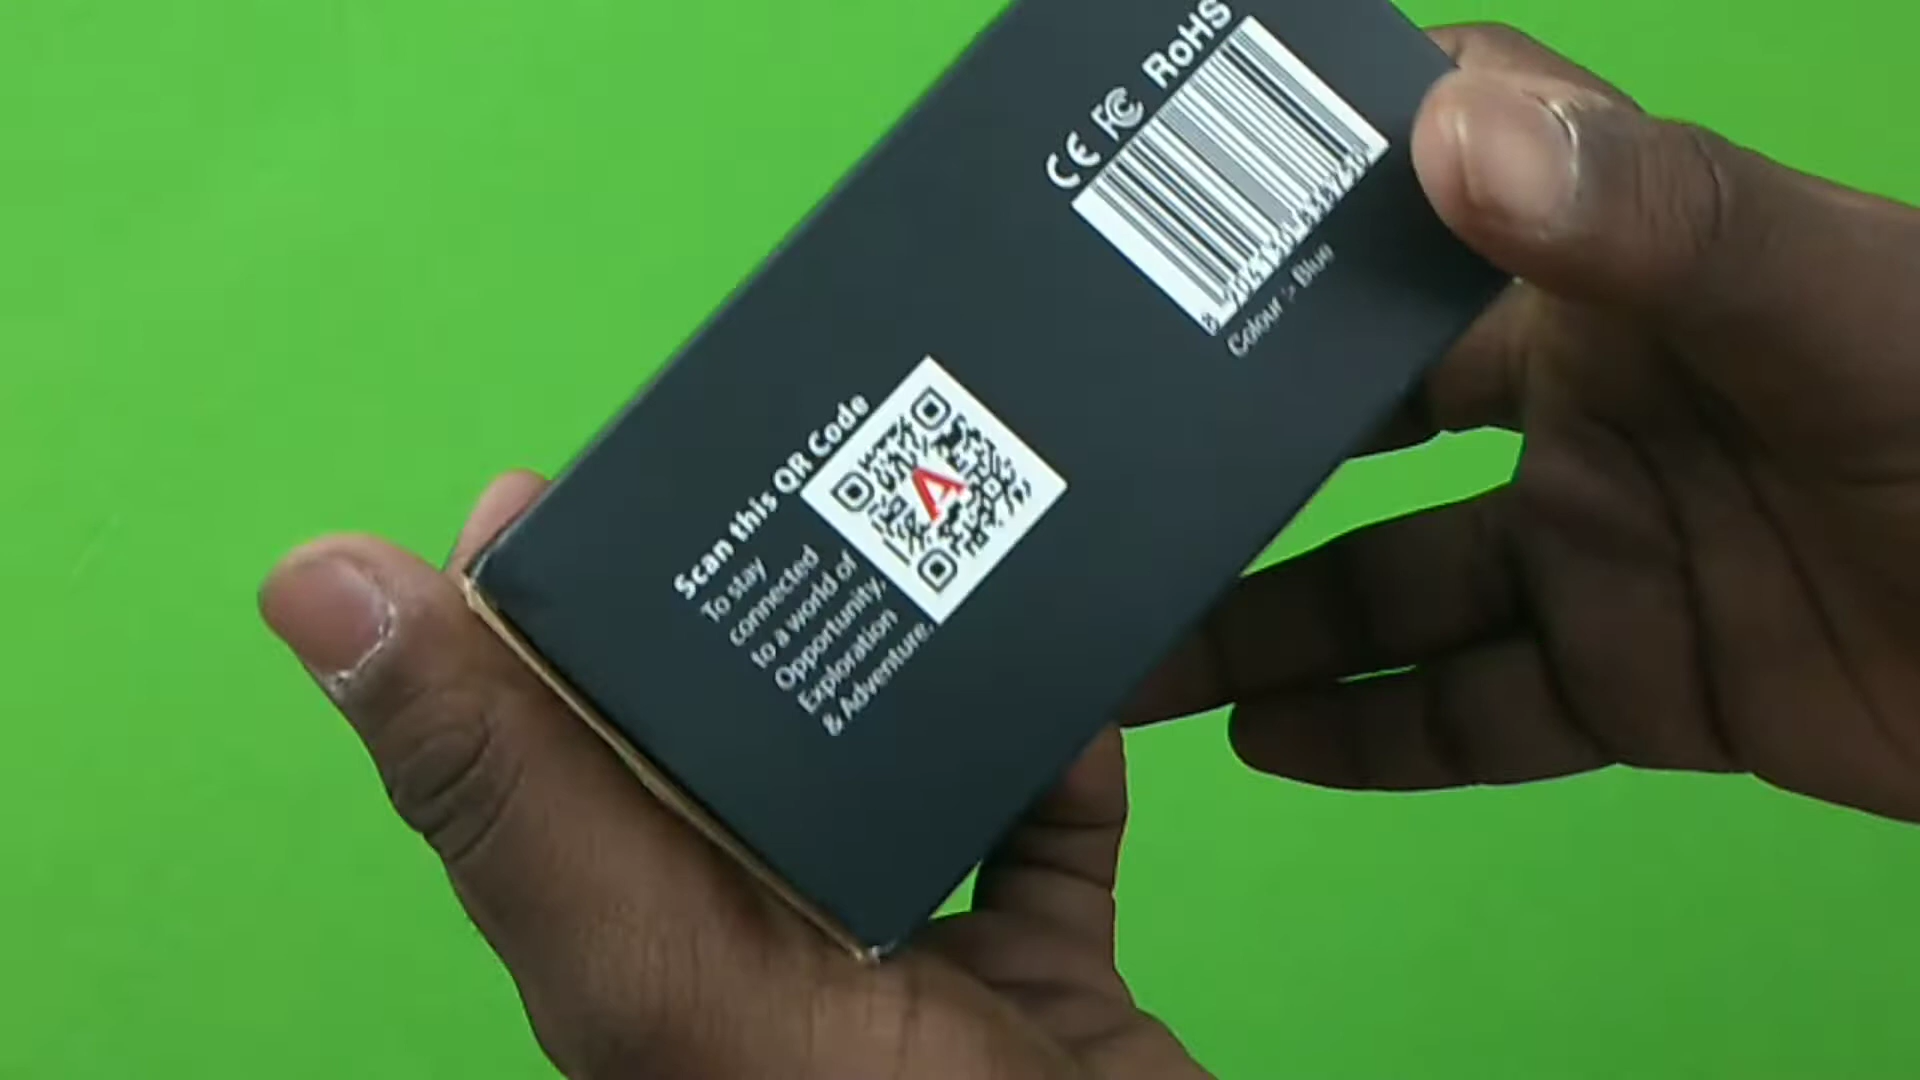 CE FC RoHS
Colour :- Blue
Scan this QR Code
To stay
connected
to a world of
Opportunity,
Exploration
& Adventure.
A